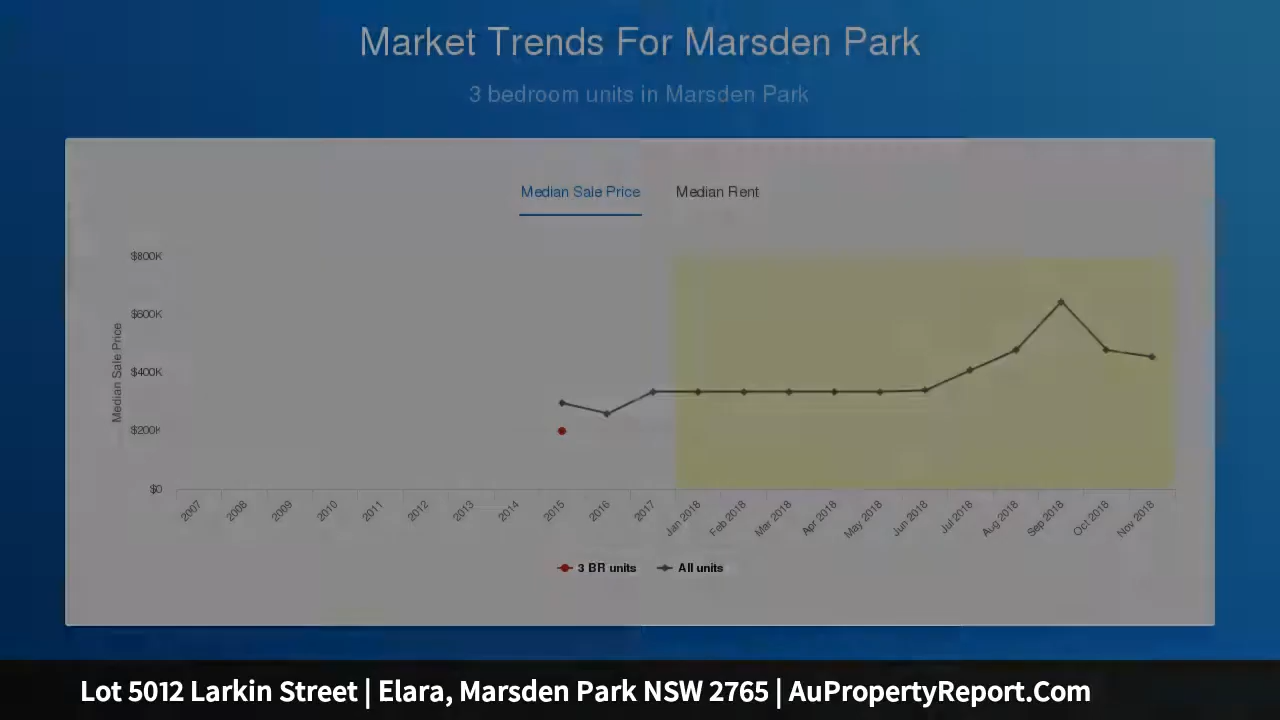 Market Trends For Marsden Park
3 bedroom units in Marsden Park
Median Sale Price Median Rent
$800K
$600K
$400K
$200K
$0
Median Sale Price
2007 2008 2009 2010 2011 2012 2013 2014 2015 2016 2017 Jan 2018 Feb 2018 Mar 2018 Apr 2018 May 2018 Jun 2018 Jul 2018 Aug 2018 Sep 2018 Oct 2018 Nov 2018
3 BR units All units
Lot 5012 Larkin Street | Elara, Marsden Park NSW 2765 | AuPropertyReport.Com